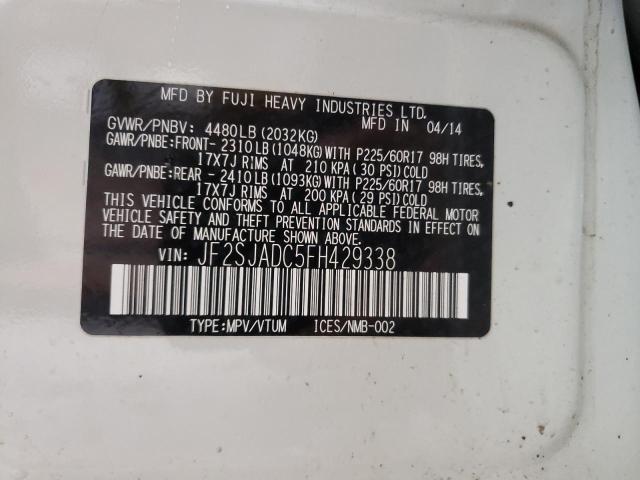 MFD BY FUJI HEAVY INDUSTRIES LTD.
MFD IN 04/14
GVWR/PNBV: 4480LB (2032KG)
GAWR/PNBE:FRONT- 2310LB (1048KG)WITH P225/60R17 98H TIRES,
17X7J RIMS AT 210 KPA ( 30 PSI)COLD
GAWR/PNBE:REAR - 2410LB (1093KG)WITH P225/60R17 98H TIRES,
17X7J RIMS AT 200 KPA ( 29 PSI)COLD
THIS VEHICLE CONFORMS TO ALL APPLICABLE FEDERAL MOTOR
VEHICLE SAFETY AND THEFT PREVENTION STANDARDS IN EFFECT ON
THE DATE OF MANUFACTURE SHOWN ABOVE.
VIN: JF2SJADC5FH429338
TYPE:MPV/VTUM ICES/NMB-002